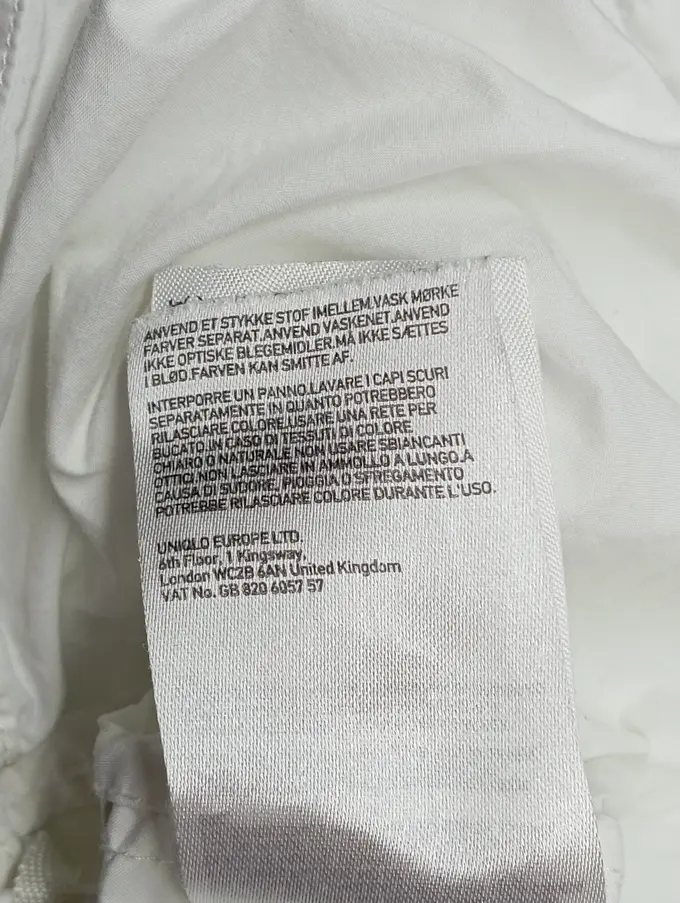 ANVEND ET STYKKE STOF IMELLEM.VASK MØRKE
FARVER SEPARAT.ANVEND VASKENET.ANVEND
IKKE OPTISKE BLEGEMIDLER.MÅ IKKE SÆTTES
I BLØD.FARVEN KAN SMITTE AF.
INTERPORRE UN PANNO.LAVARE I CAPI SCURI
SEPARATAMENTE IN QUANTO POTREBBERO
RILASCIARE COLORE.USARE UNA RETE PER
BUCATO.IN CASO DI TESSUTI DI COLORE
CHIARO O NATURALE NON USARE SBIANCANTI
OTTICI.NON LASCIARE IN AMMOLLO A LUNGO.A
CAUSA DI SUDORE, PIOGGIA O SFREGAMENTO
POTREBBE RILASCIARE COLORE DURANTE L'USO.
UNIQLO EUROPE LTD.
6th Floor, 1 Kingsway,
London WC2B 6AN United Kingdom
VAT No. GB 820 6057 57